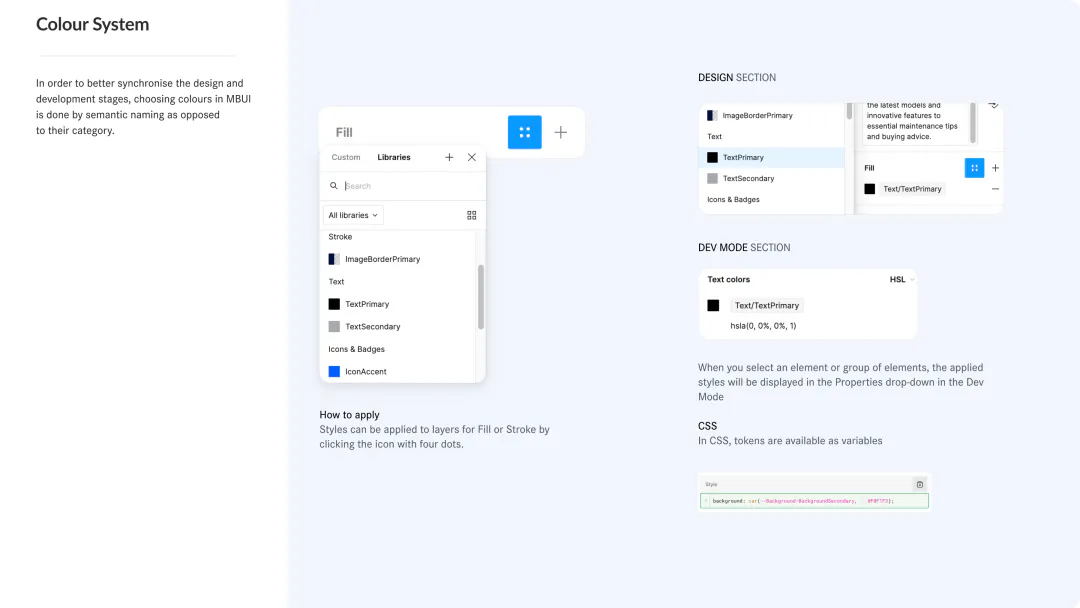 Colour System
In order to better synchronise the design and
development stages, choosing colours in MBUI
is done by semantic naming as opposed
to their category.
Fill
Custom Libraries
Search
All libraries
Stroke
ImageBorderPrimary
Text
TextPrimary
TextSecondary
Icons & Badges
IconAccent
How to apply
Styles can be applied to layers for Fill or Stroke by
clicking the icon with four dots.
DESIGN SECTION
ImageBorderPrimary
Text
TextPrimary
TextSecondary
Icons & Badges
the latest models and
innovative features to
essential maintenance tips
and buying advice.
Fill
Text/TextPrimary
DEV MODE SECTION
Text colors HSL
Text/TextPrimary
hsla(0, 0%, 0%, 1)
When you select an element or group of elements, the applied
styles will be displayed in the Properties drop-down in the Dev
Mode
CSS
In CSS, tokens are available as variables
Style
background: var(--Background-BackgroundSecondary,